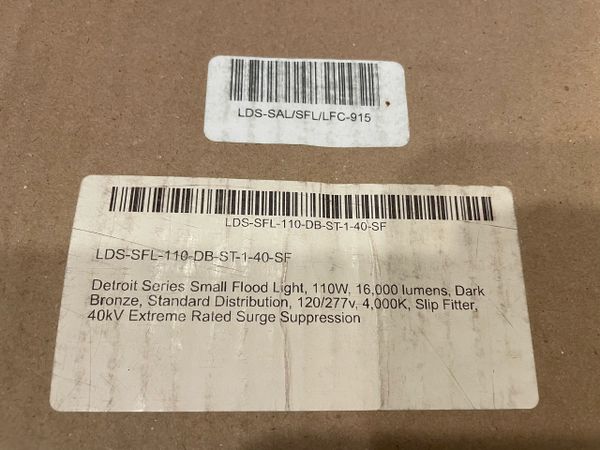 LDS-SAL/SFL/LFC-915
LDS-SFL-110-DB-ST-1-40-SF
LDS-SFL-110-DB-ST-1-40-SF
Detroit Series Small Flood Light, 110W, 16,000 lumens, Dark
Bronze, Standard Distribution, 120/277v, 4,000K, Slip Fitter,
40kV Extreme Rated Surge Suppression